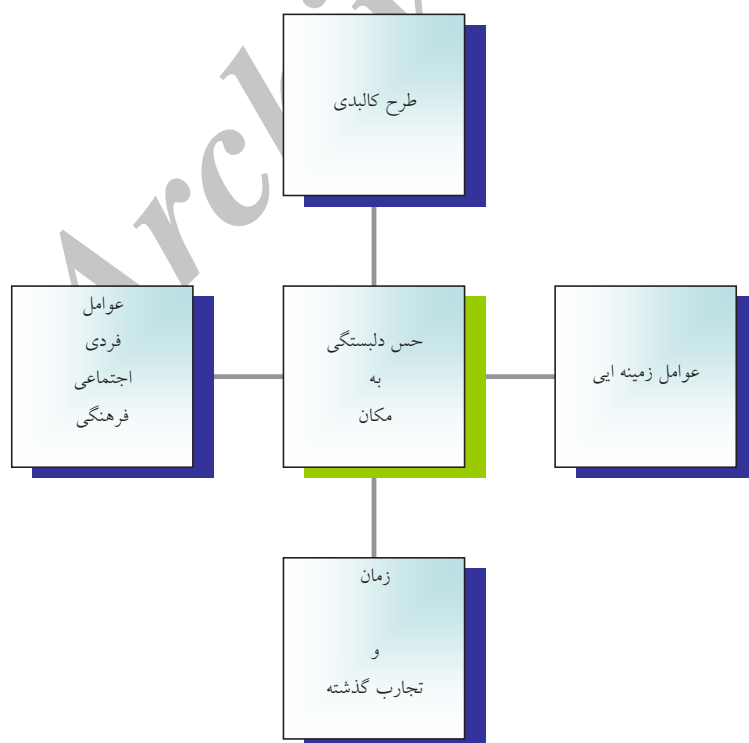 طرح کالبدی
عوامل زمینه ایی
حس دلبستگی
به
مکان
عوامل
فردی
اجتماعی
فرهنگی
زمان
و
تجارب گذشته